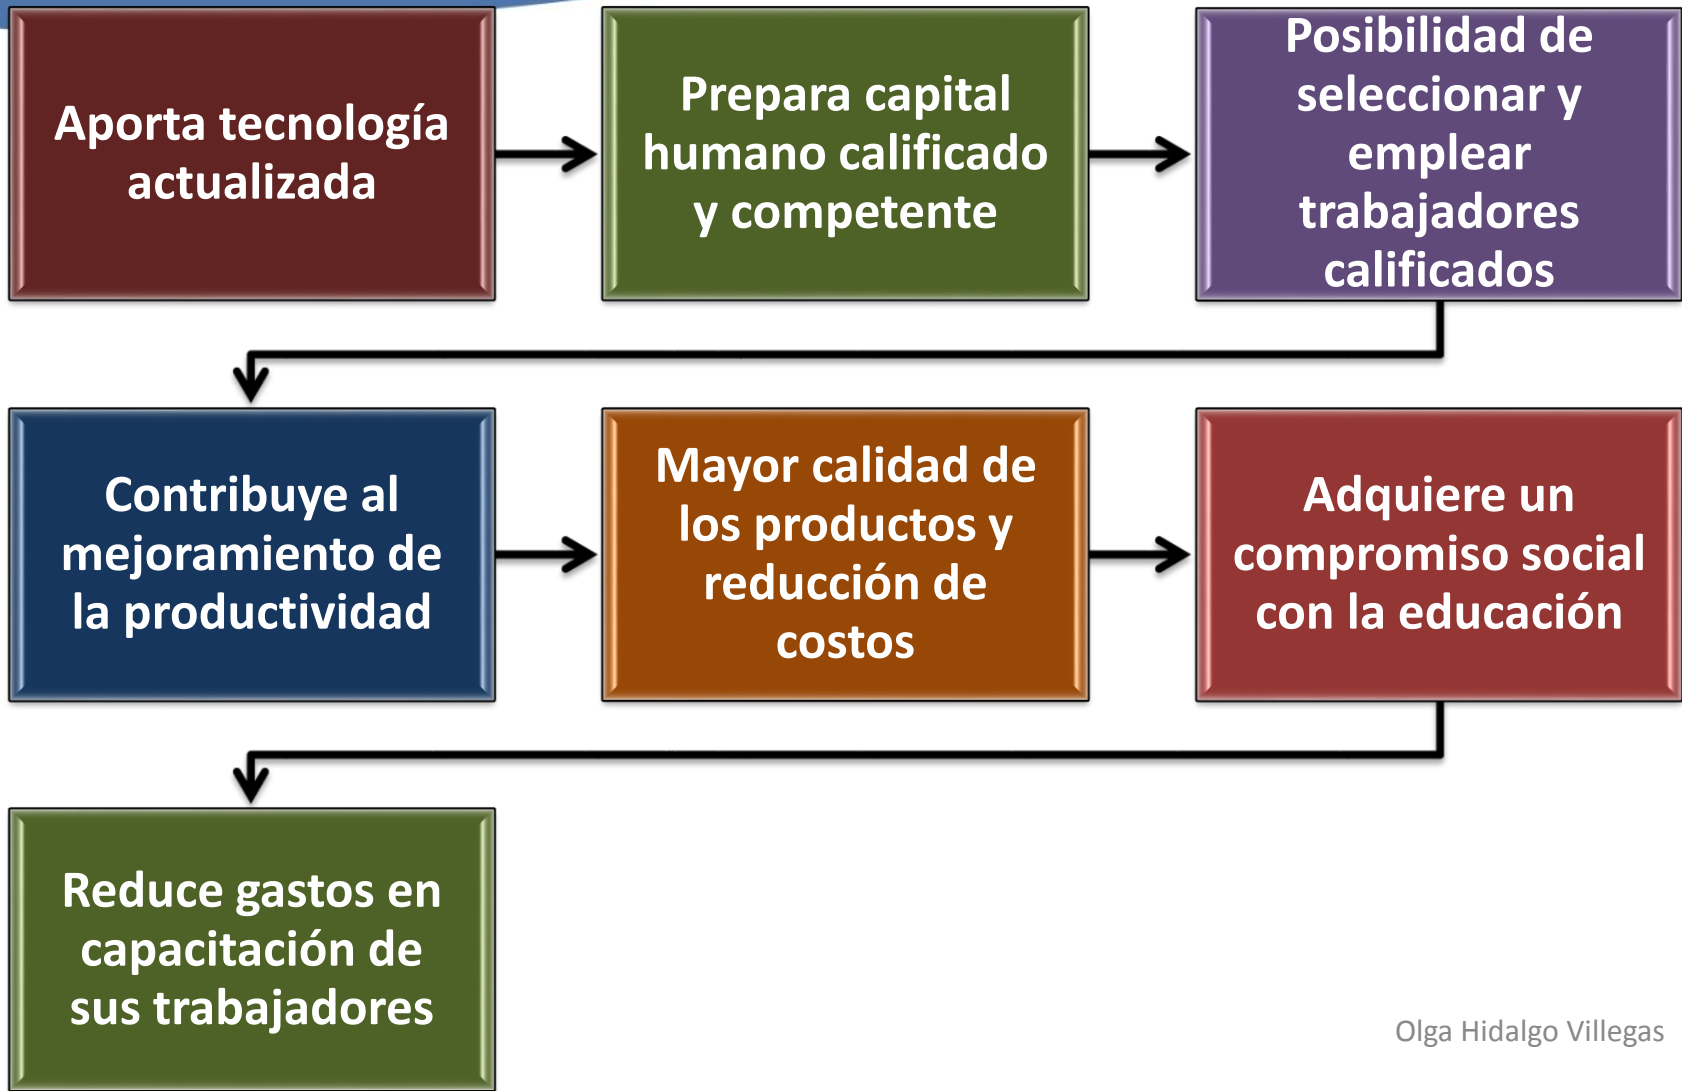 Aporta tecnología
actualizada
Prepara capital
humano calificado
y competente
Posibilidad de
seleccionar y
emplear
trabajadores
calificados
Contribuye al
mejoramiento de
la productividad
Mayor calidad de
los productos y
reducción de
costos
Adquiere un
compromiso social
con la educación
Reduce gastos en
capacitación de
sus trabajadores
Olga Hidalgo Villegas